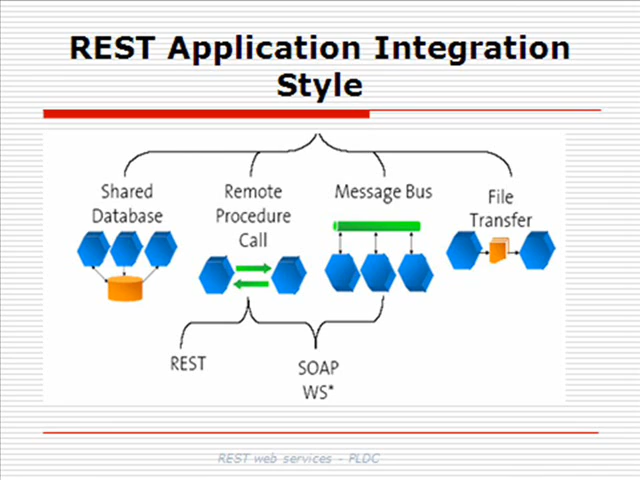 REST Application Integration
Style
Shared
Database
Remote
Procedure
Call
Message Bus
File
Transfer
REST
SOAP
WS*
REST web services - PLDC